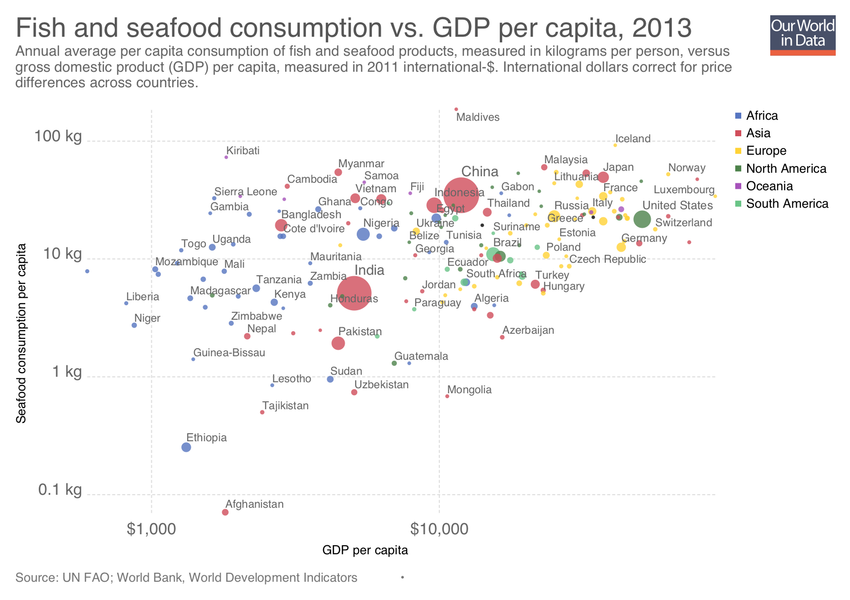 Fish and seafood consumption vs. GDP per capita, 2013
Our World
in Data
Annual average per capita consumption of fish and seafood products, measured in kilograms per person, versus
gross domestic product (GDP) per capita, measured in 2011 international-$. International dollars correct for price
differences across countries.
Maldives
Africa
Asia
Europe
North America
Oceania
South America
100 kg
Iceland
Kiribati
Myanmar
Samoa
China
Malaysia
Japan
Norway
Cambodia
Vietnam
Fiji
Indonesia
Gabon
Lithuania
France
Luxembourg
Sierra Leone
Gambia
Ghana
Congo
Egypt
Thailand
Russia
Italy
United States
Bangladesh
Cote d'Ivoire
Nigeria
Ukraine
Suriname
Greece
Switzerland
Togo
Uganda
Belize
Tunisia
Brazil
Estonia
Germany
10 kg
Mozambique
Mali
Mauritania
Georgia
Ecuador
Poland
Czech Republic
India
Liberia
Madagascar
Tanzania
Zambia
Kenya
Honduras
Jordan
South Africa
Turkey
Hungary
Paraguay
Algeria
Niger
Zimbabwe
Nepal
Pakistan
Azerbaijan
Guinea-Bissau
Guatemala
1 kg
Lesotho
Sudan
Uzbekistan
Mongolia
Tajikistan
Ethiopia
0.1 kg
Afghanistan
Seafood consumption per capita
$1,000
$10,000
GDP per capita
Source: UN FAO; World Bank, World Development Indicators